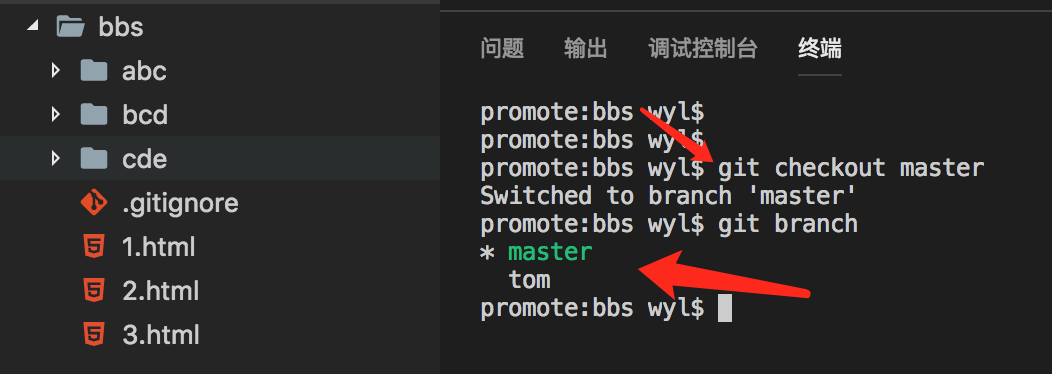 bbs
abc
bcd
cde
.gitignore
1.html
2.html
3.html
问题 输出 调试控制台 终端
promote:bbs wyl$
promote:bbs wyl$
promote:bbs wyl$ git checkout master
Switched to branch 'master'
promote:bbs wyl$ git branch
* master
tom
promote:bbs wyl$